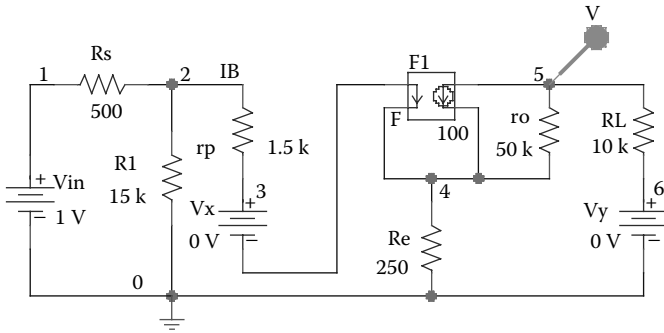 V
Rs
1
2
IB
F1
5
500
F
100
R1
15 k
rp
1.5 k
ro
50 k
RL
10 k
+ Vin
− 1 V
Vx
0 V
3
+
−
4
Re
250
6
Vy
0 V
+
−
0